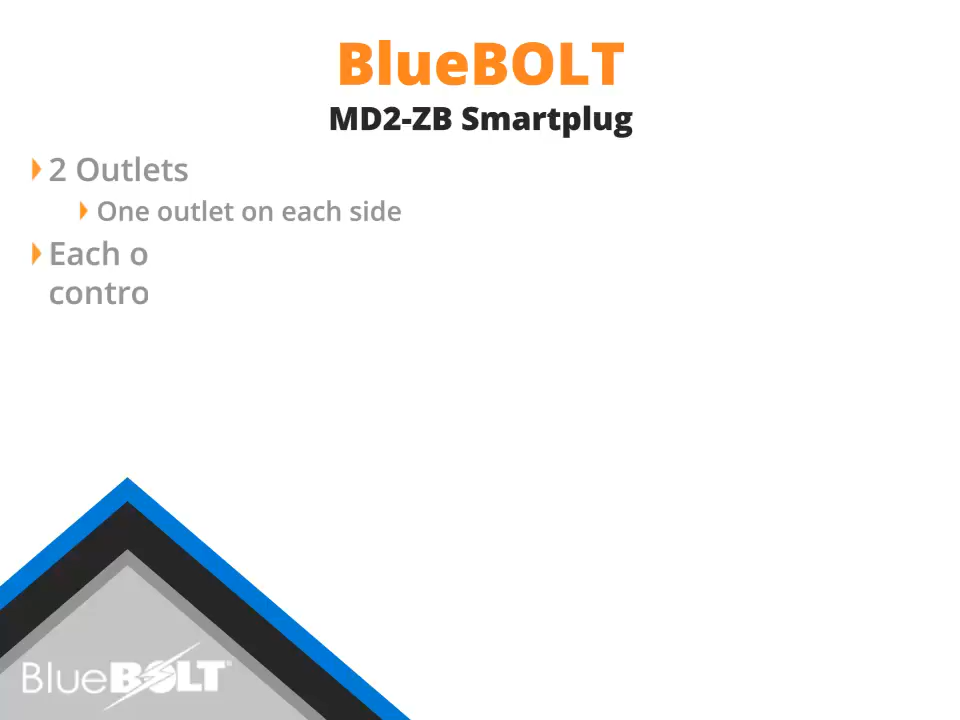 BlueBOLT
MD2-ZB Smartplug
2 Outlets
One outlet on each side
Each o
contro
BlueBOLT®